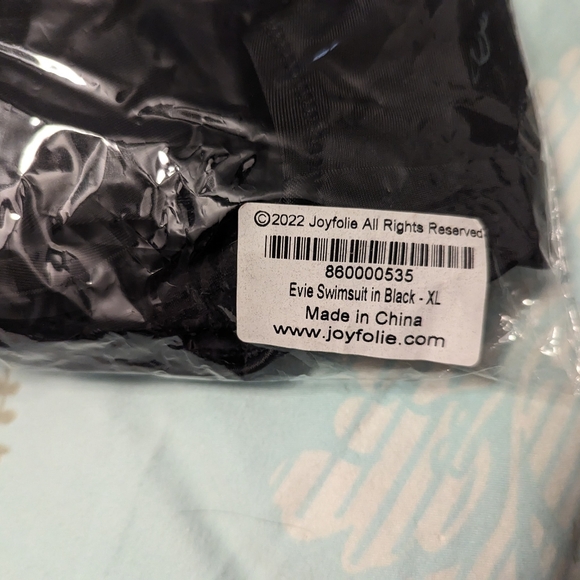 ©2022 Joyfolie All Rights Reserved
860000535
Evie Swimsuit in Black - XL
Made in China
www.joyfolie.com